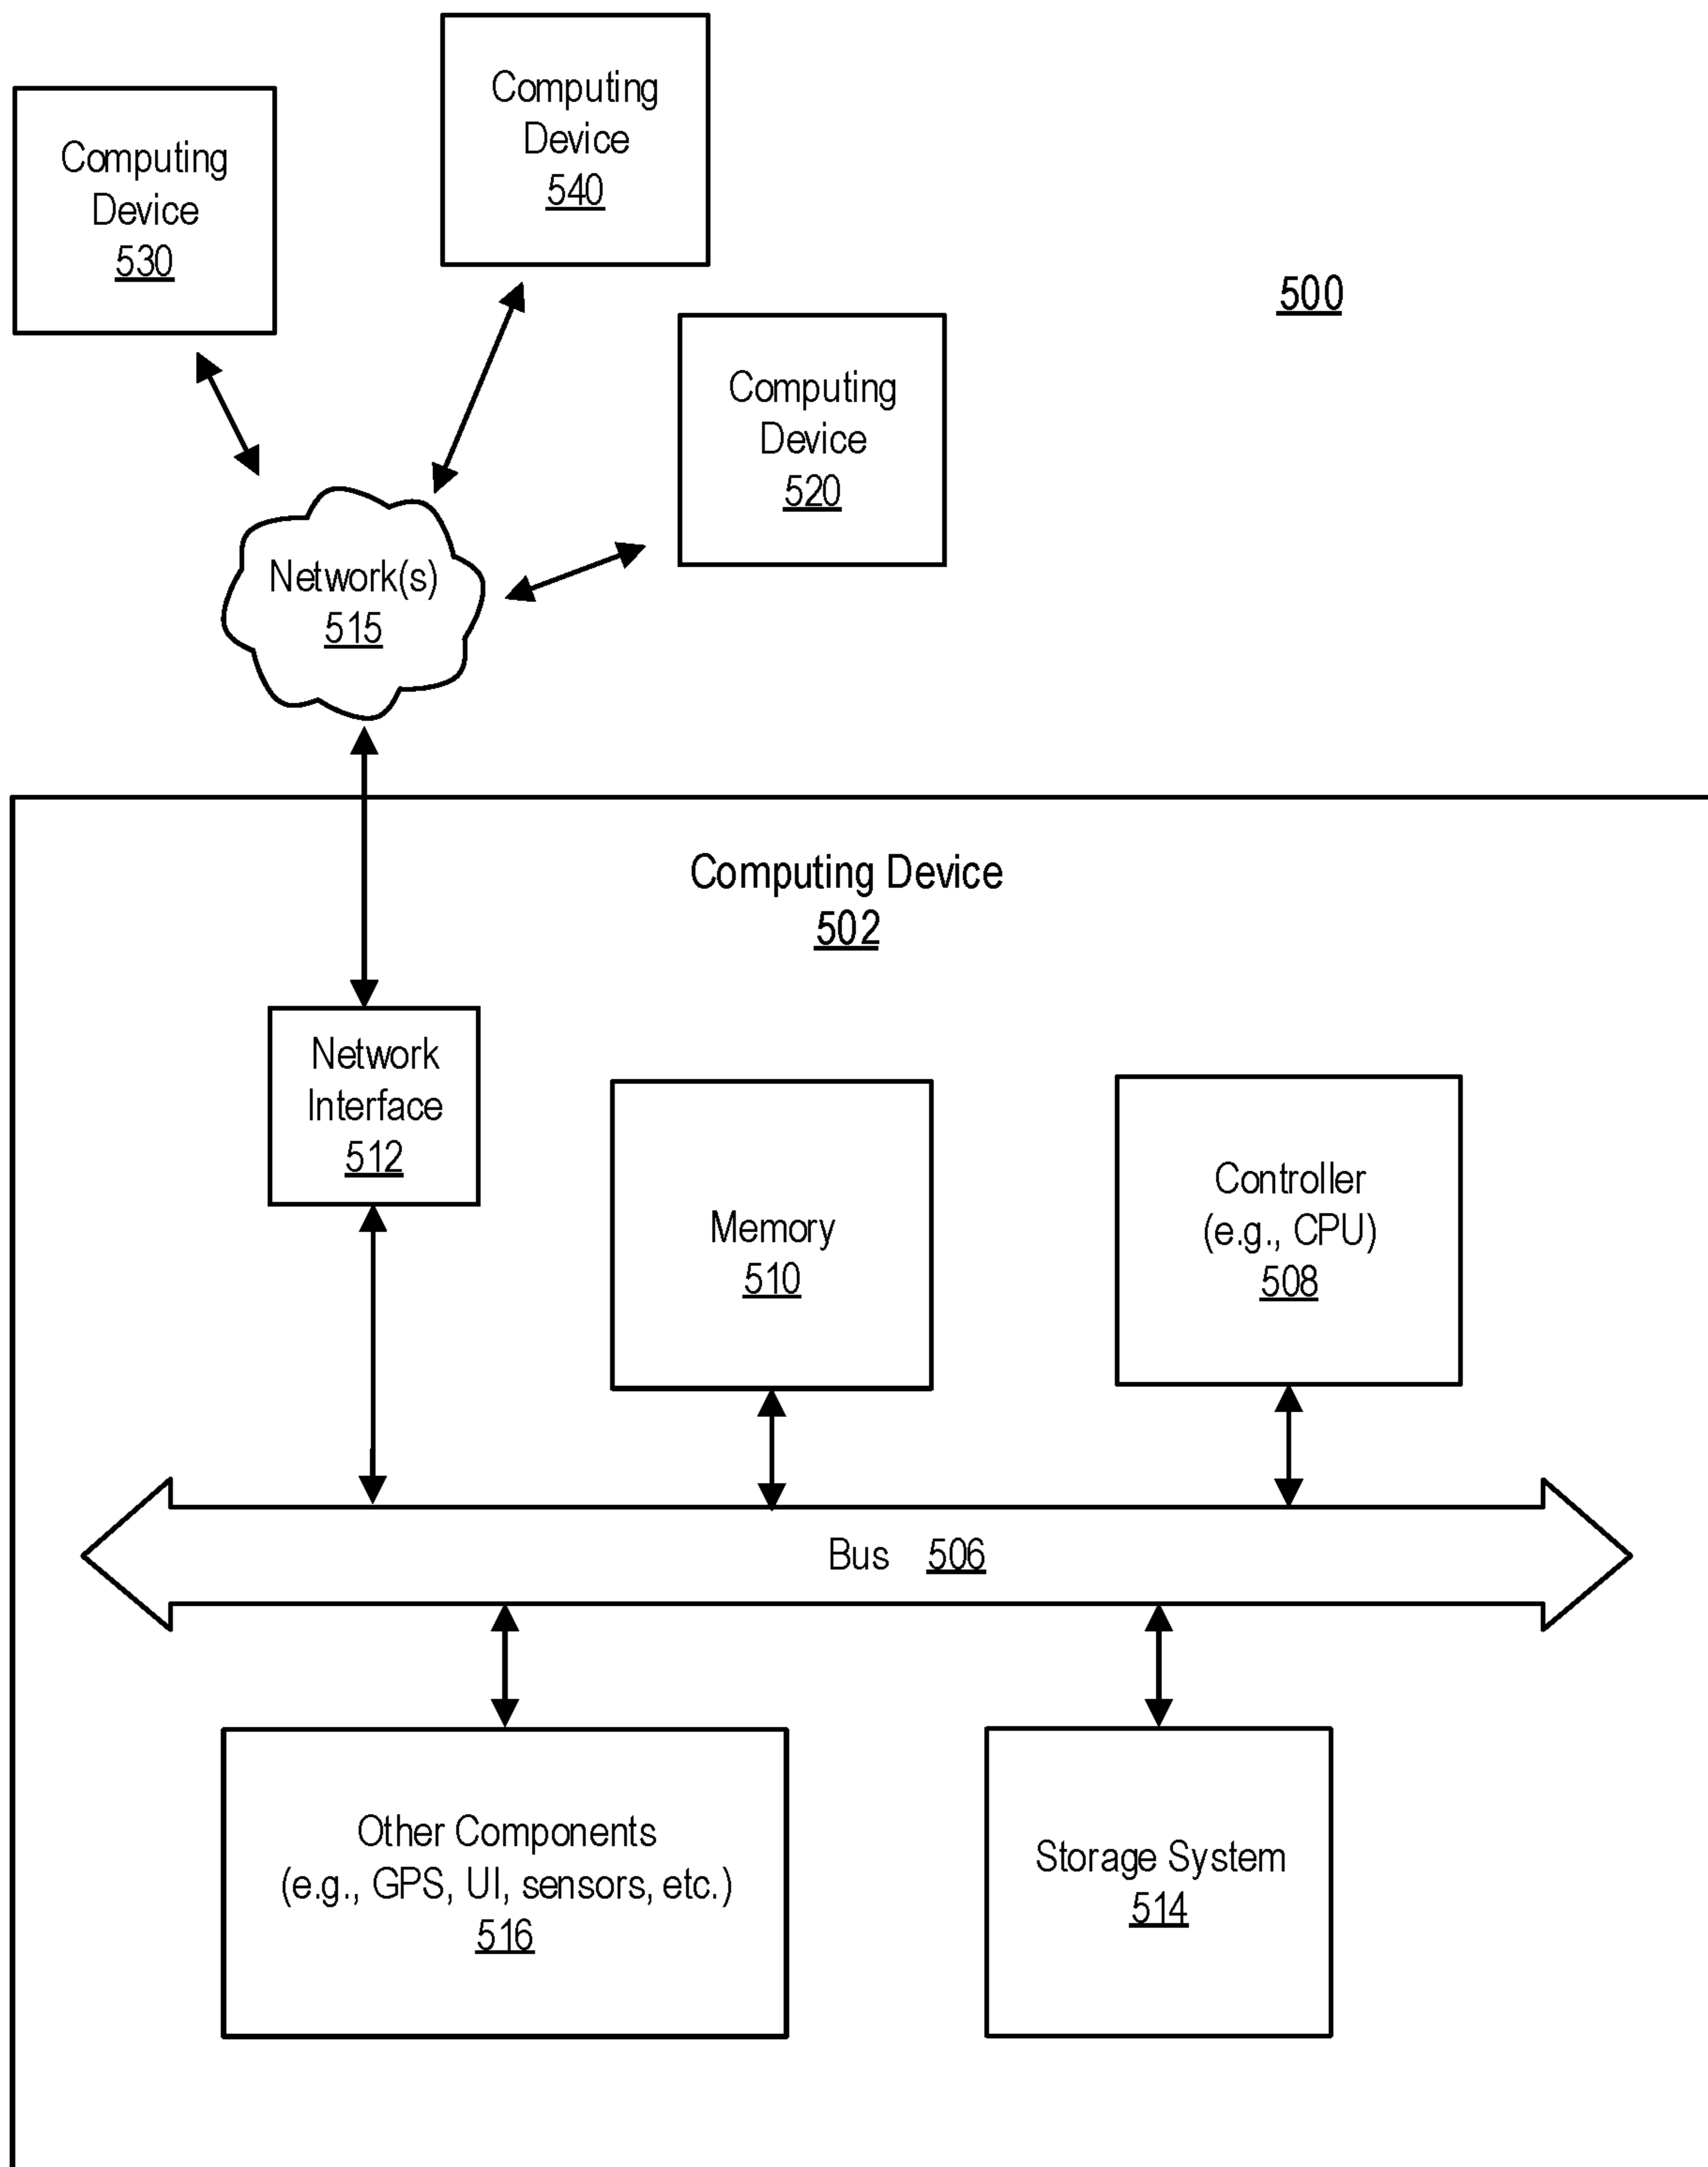 Computing
Device
540
Computing
Device
530
500
Computing
Device
520
Network(s)
515
Computing Device
502
Network
Interface
512
Memory
510
Controller
(e.g., CPU)
508
Bus 506
Other Components
(e.g., GPS, UI, sensors, etc.)
516
Storage System
514